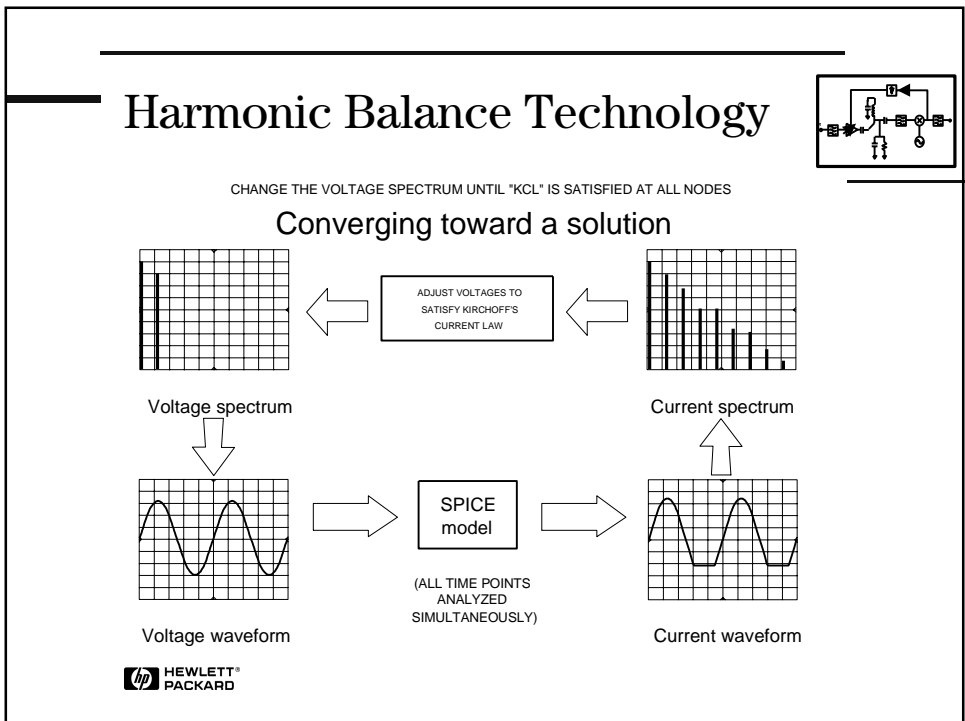 Harmonic Balance Technology
CHANGE THE VOLTAGE SPECTRUM UNTIL "KCL" IS SATISFIED AT ALL NODES
Converging toward a solution
ADJUST VOLTAGES TO
SATISFY KIRCHOFF'S
CURRENT LAW
Voltage spectrum
Current spectrum
SPICE
model
(ALL TIME POINTS
ANALYZED
SIMULTANEOUSLY)
Voltage waveform
Current waveform
hp HEWLETT®
PACKARD